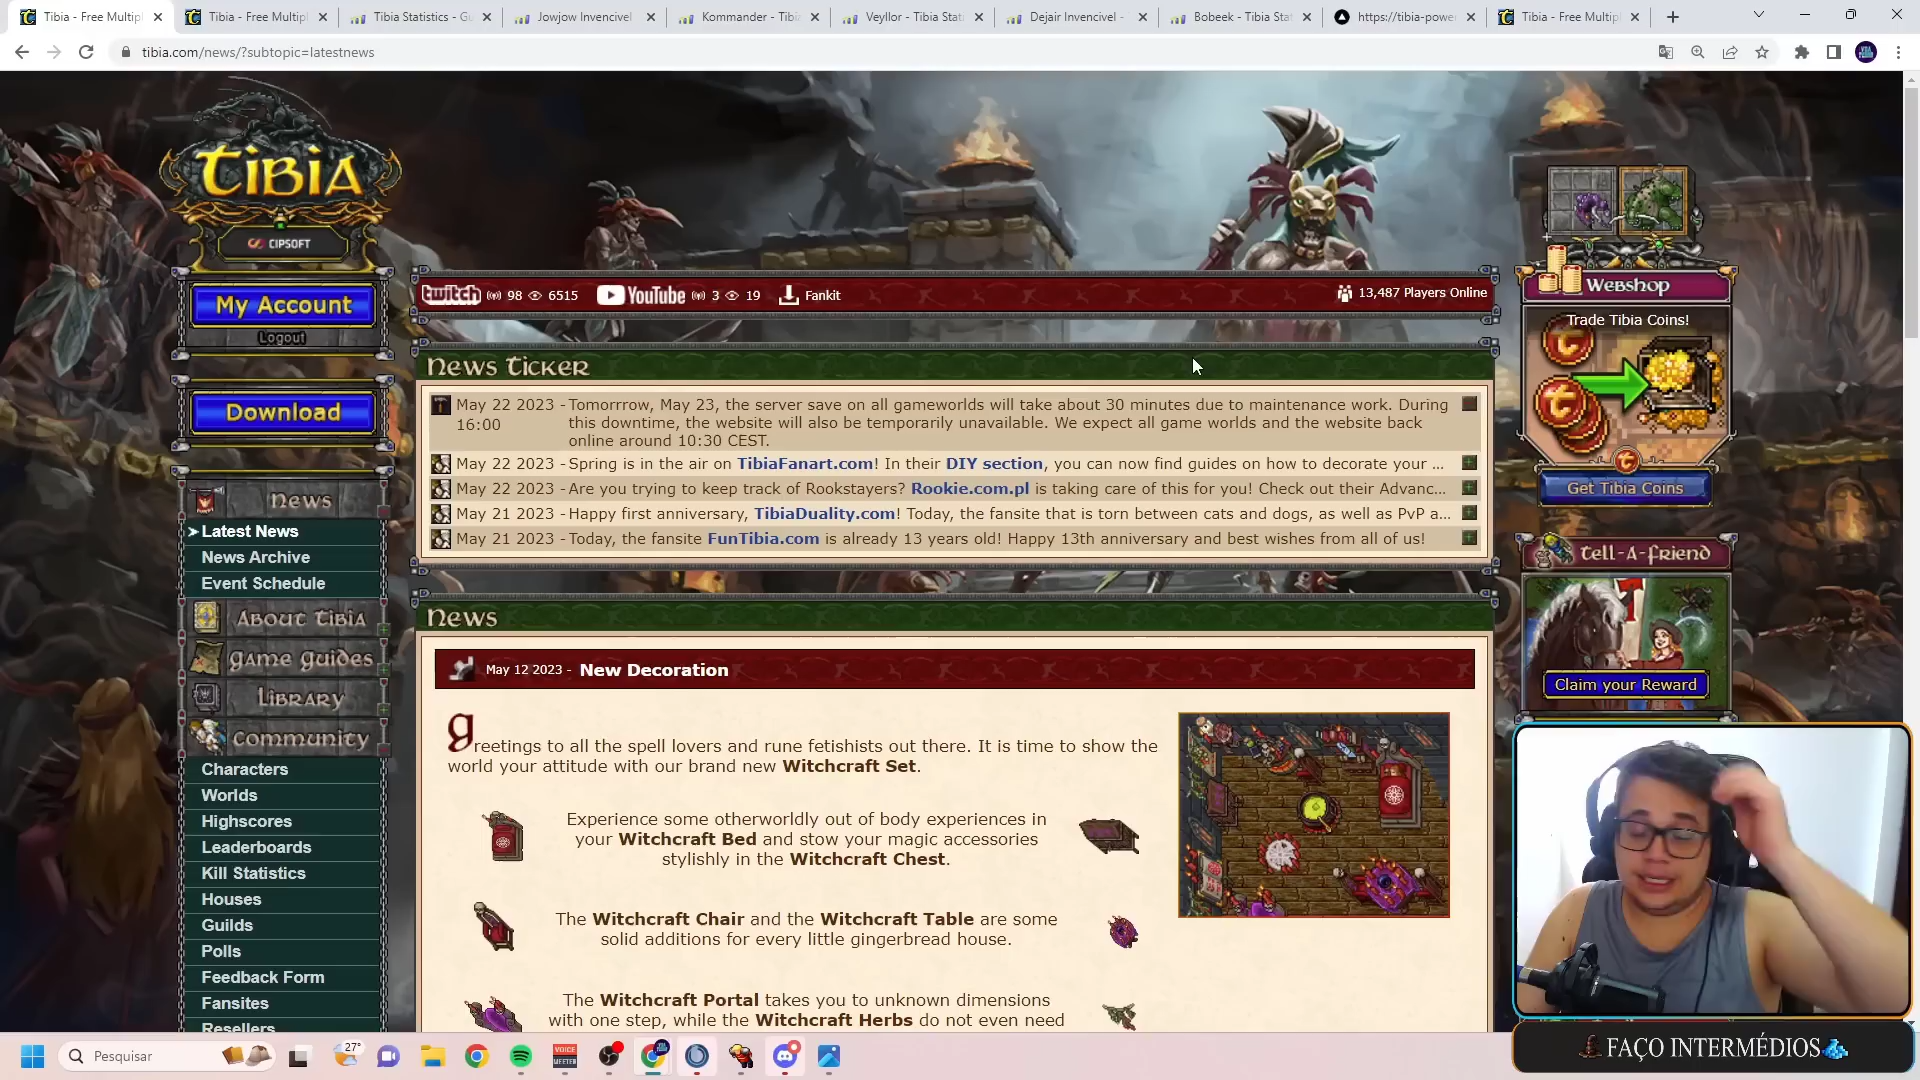 Tibia - Free Multipl
Tibia - Free Multipl
Tibia Statistics - Gu
Jowjow Invencivel
Kommander - Tibi
Veyllor - Tibia Stati
Dejair Invencivel -
Bobeek - Tibia Stat
https://tibia-powe
Tibia - Free Multipl
tibia.com/news/?subtopic=latestnews
TIBIA
CIPSOFT
My Account
Logout
Download
News
Latest News
News Archive
Event Schedule
About Tibia
Game Guides
Library
Community
Characters
Worlds
Highscores
Leaderboards
Kill Statistics
Houses
Guilds
Polls
Feedback Form
Fansites
Resellers
twitch 98 6515 YouTube 3 19 Fankit 13,487 Players Online
News Ticker
May 22 2023 - Tomorrrow, May 23, the server save on all gameworlds will take about 30 minutes due to maintenance work. During
16:00 this downtime, the website will also be temporarily unavailable. We expect all game worlds and the website back
online around 10:30 CEST.
May 22 2023 - Spring is in the air on TibiaFanart.com! In their DIY section, you can now find guides on how to decorate your ...
May 22 2023 - Are you trying to keep track of Rookstayers? Rookie.com.pl is taking care of this for you! Check out their Advanc...
May 21 2023 - Happy first anniversary, TibiaDuality.com! Today, the fansite that is torn between cats and dogs, as well as PvP a...
May 21 2023 - Today, the fansite FunTibia.com is already 13 years old! Happy 13th anniversary and best wishes from all of us!
News
May 12 2023 - New Decoration
greetings to all the spell lovers and rune fetishists out there. It is time to show the
world your attitude with our brand new Witchcraft Set.
Experience some otherworldly out of body experiences in
your Witchcraft Bed and stow your magic accessories
stylishly in the Witchcraft Chest.
The Witchcraft Chair and the Witchcraft Table are some
solid additions for every little gingerbread house.
The Witchcraft Portal takes you to unknown dimensions
with one step, while the Witchcraft Herbs do not even need
Webshop
Trade Tibia Coins!
Get Tibia Coins
Tell-A-Friend
Claim your Reward
FAÇO INTERMÉDIOS
Pesquisar
27°
VOICE
MEETER